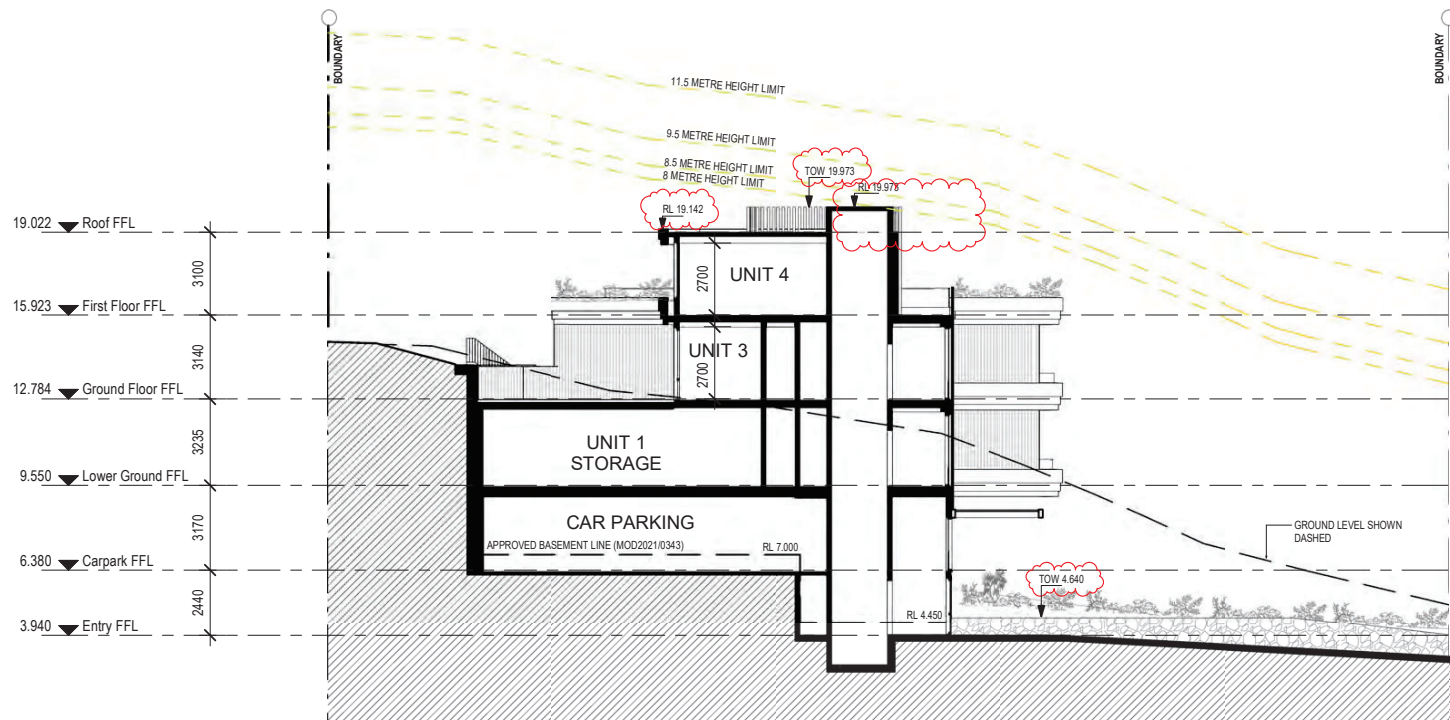 BOUNDARY
BOUNDARY
11.5 METRE HEIGHT LIMIT
9.5 METRE HEIGHT LIMIT
8.5 METRE HEIGHT LIMIT
8 METRE HEIGHT LIMIT
TOW 19.973
RL 19.973
RL 19.142
19.022 Roof FFL
3100
2700
UNIT 4
15.923 First Floor FFL
3140
2700
UNIT 3
12.784 Ground Floor FFL
3235
UNIT 1
STORAGE
9.550 Lower Ground FFL
3170
CAR PARKING
APPROVED BASEMENT LINE (MOD2021/0343)
RL 7.000
GROUND LEVEL SHOWN
DASHED
6.380 Carpark FFL
2440
TOW 4.640
RL 4.450
3.940 Entry FFL